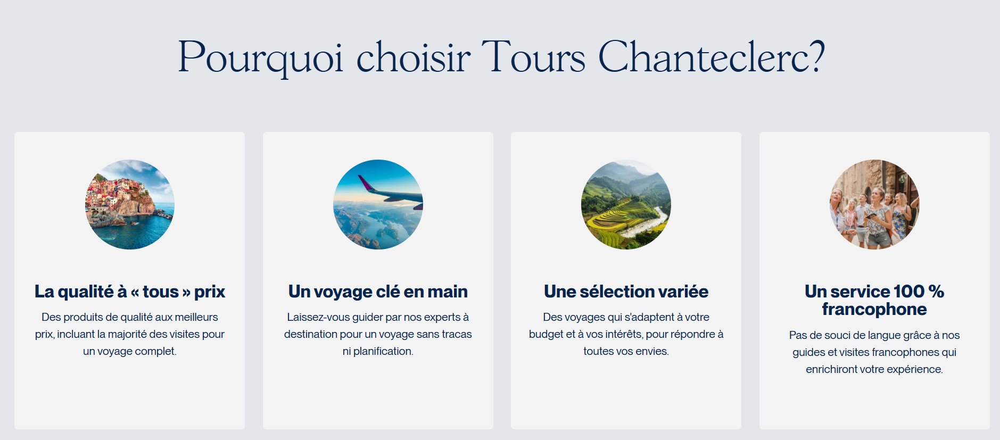 Pourquoi choisir Tours Chanteclerc?
La qualité à « tous » prix
Des produits de qualité aux meilleurs
prix, incluant la majorité des visites pour
un voyage complet.
Un voyage clé en main
Laissez-vous guider par nos experts à
destination pour un voyage sans tracas
ni planification.
Une sélection variée
Des voyages qui s'adaptent à votre
budget et à vos intérêts, pour répondre à
toutes vos envies.
Un service 100 %
francophone
Pas de souci de langue grâce à nos
guides et visites francophones qui
enrichiront votre expérience.